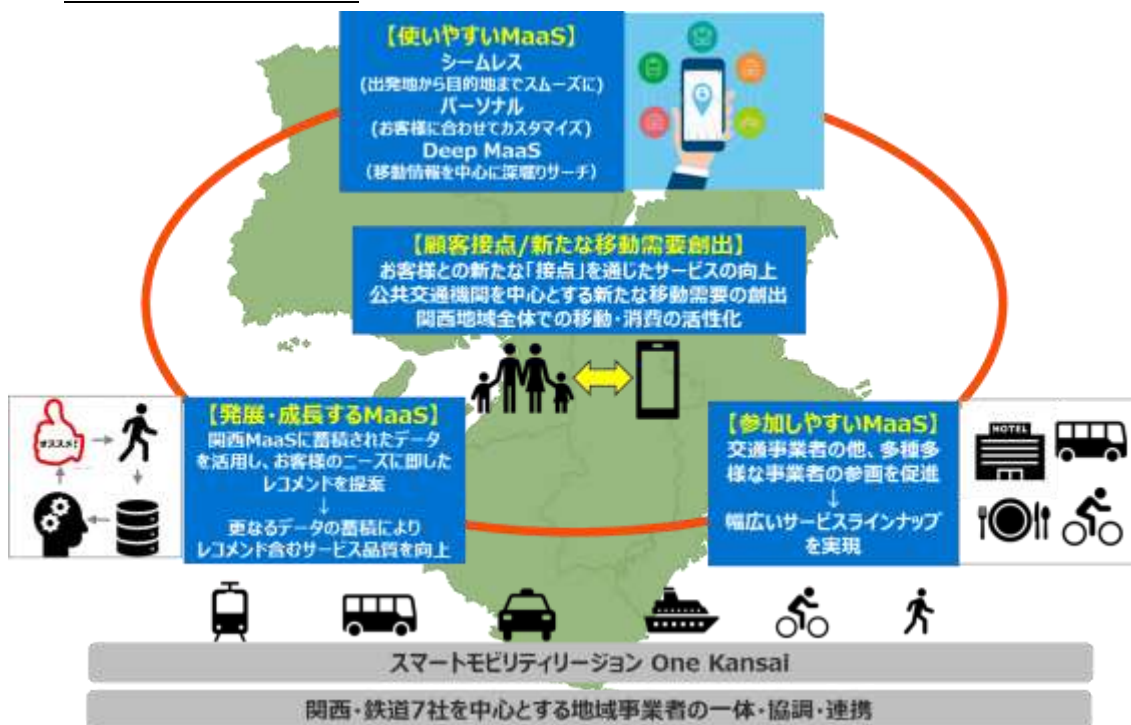 【使いやすいMaaS】
シームレス
(出発地から目的地までスムーズに)
パーソナル
(お客様に合わせてカスタマイズ)
Deep MaaS
(移動情報を中心に深堀りサーチ)
【顧客接点/新たな移動需要創出】
お客様との新たな「接点」を通じたサービスの向上
公共交通機関を中心とする新たな移動需要の創出
関西地域全体での移動・消費の活性化
オススメ!
【発展・成長するMaaS】
関西MaaSに蓄積されたデータ
を活用し、お客様のニーズに即した
レコメンドを提案
↓
更なるデータの蓄積により
レコメンド含むサービス品質を向上
【参加しやすいMaaS】
交通事業者の他、多種多
様な事業者の参画を促進
↓
幅広いサービスラインナップ
を実現
HOTEL
スマートモビリティリージョン One Kansai
関西・鉄道7社を中心とする地域事業者の一体・協調・連携